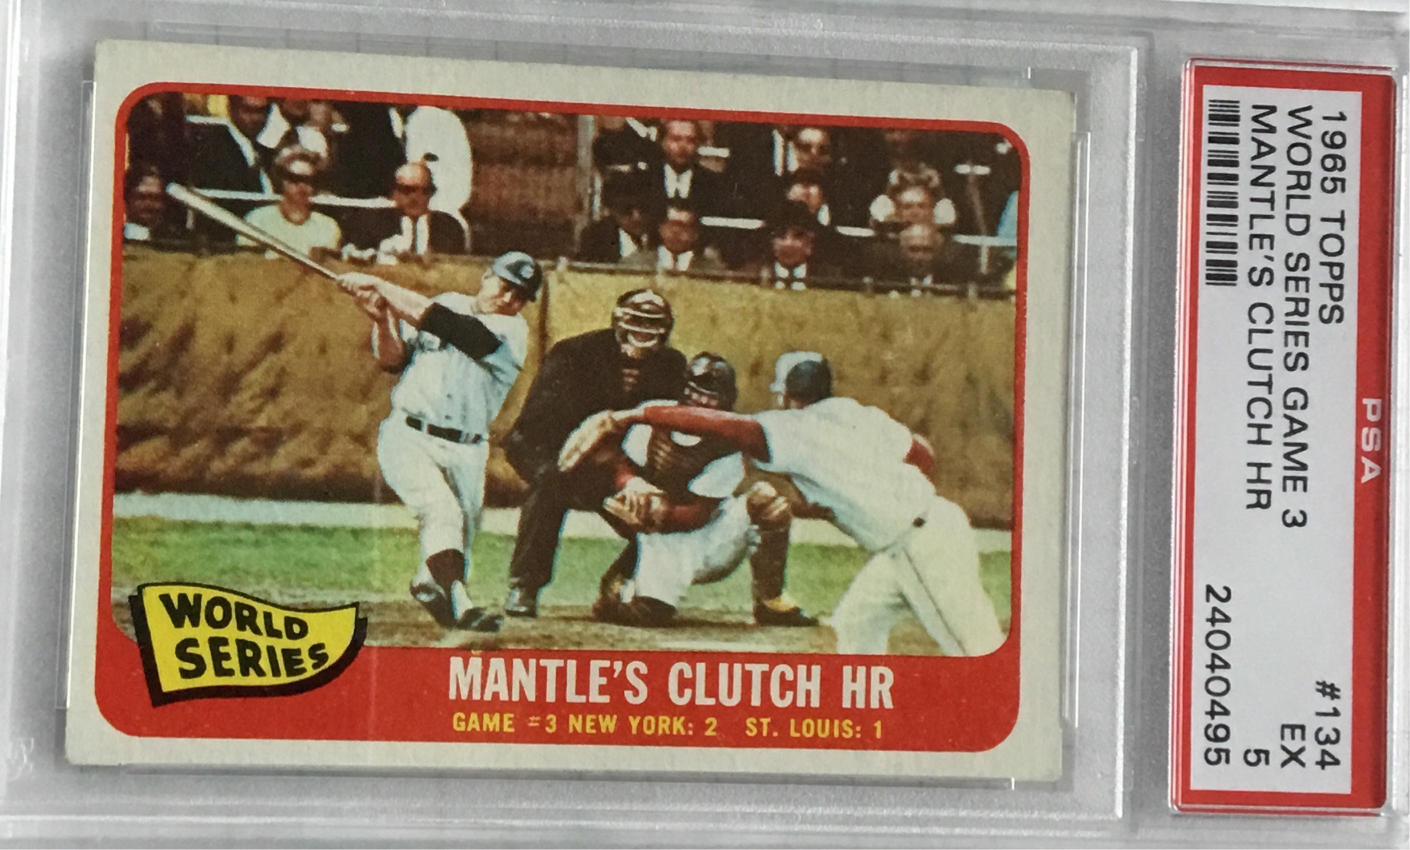 WORLD
SERIES
MANTLE'S CLUTCH HR
GAME #3 NEW YORK: 2 ST. LOUIS: 1
PSA
1965 TOPPS #134
WORLD SERIES GAME 3 EX
MANTLE'S CLUTCH HR 5
24040495